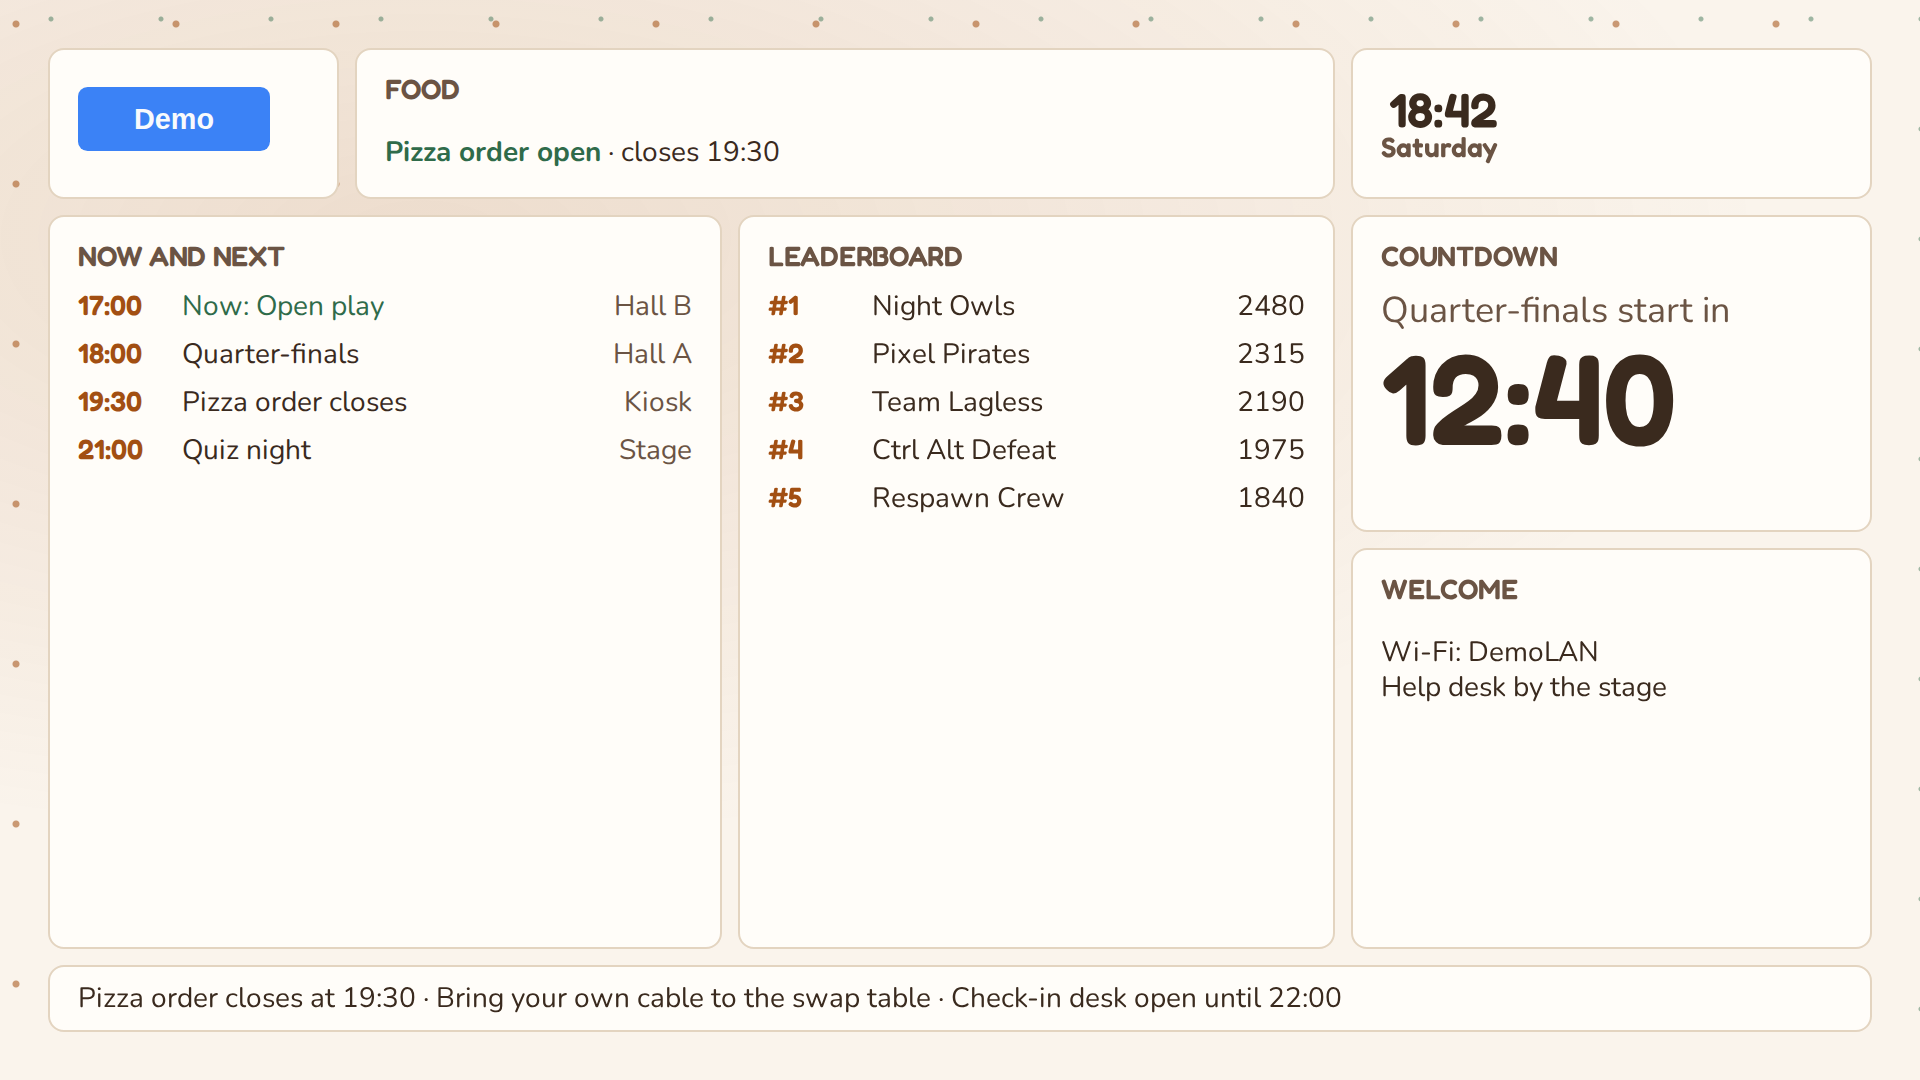 Demo
FOOD
Pizza order open · closes 19:30
18:42
Saturday
NOW AND NEXT
17:00 Now: Open play Hall B
18:00 Quarter-finals Hall A
19:30 Pizza order closes Kiosk
21:00 Quiz night Stage
LEADERBOARD
#1 Night Owls 2480
#2 Pixel Pirates 2315
#3 Team Lagless 2190
#4 Ctrl Alt Defeat 1975
#5 Respawn Crew 1840
COUNTDOWN
Quarter-finals start in
12:40
WELCOME
Wi-Fi: DemoLAN
Help desk by the stage
Pizza order closes at 19:30 · Bring your own cable to the swap table · Check-in desk open until 22:00